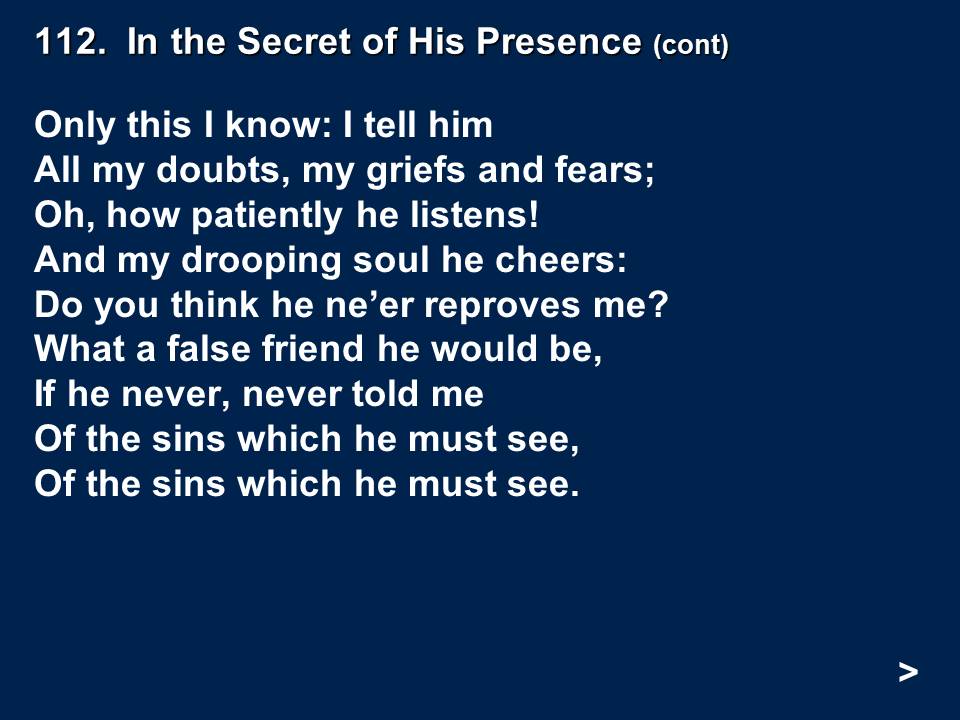 112.  In the Secret of His Presence (cont)
Only this I know: I tell him
All my doubts, my griefs and fears;
Oh, how patiently he listens!
And my drooping soul he cheers:
Do you think he ne’er reproves me?
What a false friend he would be,
If he never, never told me
Of the sins which he must see,
Of the sins which he must see.
>